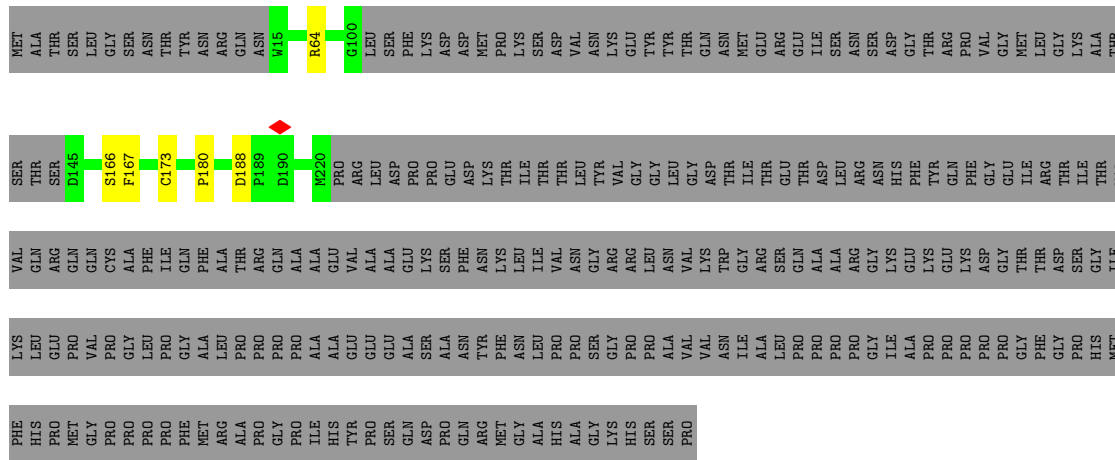 MET ALA THR SER LEU GLY SER ASN THR TYR ASN ARG GLN ASN W15 R64 G100 LEU SER PHE LYS ASP ASP MET PRO LYS SER ASP VAL ASN LYS GLU TYR TYR THR GLN ASN MET GLU ARG GLU ILE SER ASN SER ASP GLY THR ARG PRO VAL GLY MET LEU GLY LYS ALA THR
SER THR SER D145 S166 F167 C173 P180 D188 P189 D190 M220 PRO ARG LEU ASP PRO PRO GLU ASP LYS THR ILE THR THR LEU TYR VAL GLY GLY LEU GLY ASP THR ILE THR GLU THR ASP LEU ARG ASN HIS PHE TYR GLN PHE GLY GLU ILE ARG THR ILE THR
VAL GLN ARG GLN GLN CYS ALA PHE ILE GLN PHE ALA THR ARG GLN ALA ALA GLU VAL ALA ALA GLU LYS SER PHE ASN LYS LEU ILE VAL ASN GLY ARG ARG LEU ASN VAL LYS TRP GLY ARG SER GLN ALA ALA ARG GLY LYS GLU LYS GLU LYS ASP GLY THR THR ASP SER GLY ILE
LYS LEU GLU PRO VAL PRO GLY LEU PRO GLY ALA LEU PRO PRO PRO PRO ALA ALA GLU GLU GLU ALA SER ALA ASN TYR PHE ASN LEU PRO PRO SER GLY PRO PRO ALA VAL VAL ASN ILE ALA LEU PRO PRO PRO PRO GLY ILE ALA PRO PRO PRO PRO PRO GLY PHE GLY PRO HIS MET
PHE HIS PRO MET GLY PRO PRO PRO PRO PHE MET ARG ALA PRO GLY PRO ILE HIS TYR PRO SER GLN ASP PRO GLN ARG MET GLY ALA HIS ALA GLY LYS HIS SER SER PRO